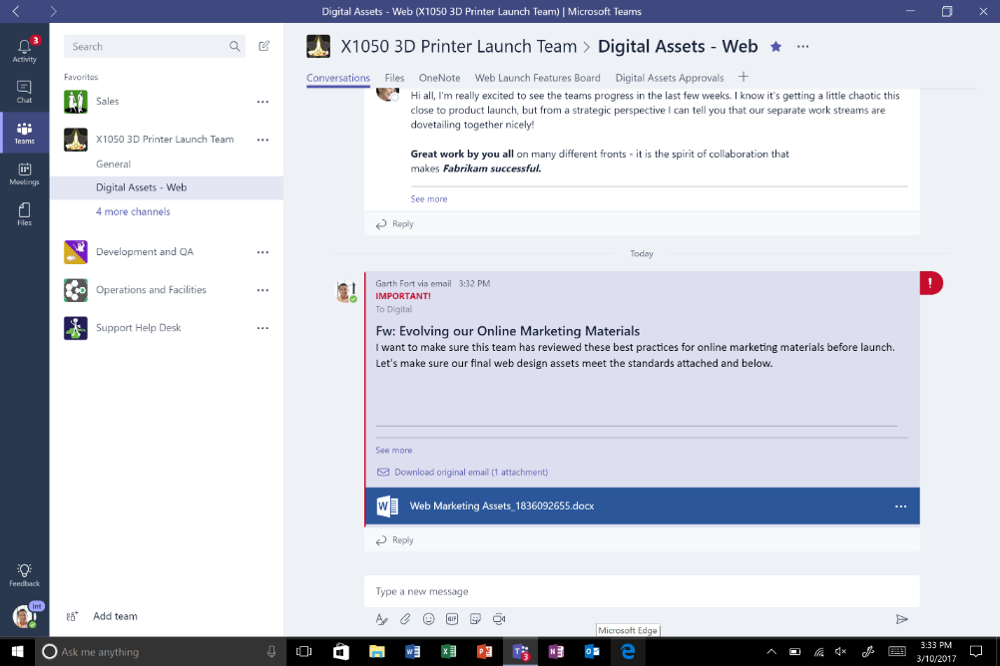 Digital Assets - Web (X1050 3D Printer Launch Team) | Microsoft Teams
3
Activity
Chat
Teams
Meetings
Files
Feedback
Int
Search
Favorites
Sales
X1050 3D Printer Launch Team
General
Digital Assets - Web
4 more channels
Development and QA
Operations and Facilities
Support Help Desk
Add team
X1050 3D Printer Launch Team > Digital Assets - Web
Conversations Files OneNote Web Launch Features Board Digital Assets Approvals
Hi all, I'm really excited to see the teams progress in the last few weeks. I know it's getting a little chaotic this
close to product launch, but from a strategic perspective I can tell you that our separate work streams are
dovetailing together nicely!
Great work by you all on many different fronts - it is the spirit of collaboration that
makes Fabrikam successful.
See more
Reply
Today
Garth Fort via email 3:32 PM
IMPORTANT!
To Digital
Fw: Evolving our Online Marketing Materials
I want to make sure this team has reviewed these best practices for online marketing materials before launch.
Let's make sure our final web design assets meet the standards attached and below.
See more
Download original email (1 attachment)
Web Marketing Assets_1836092655.docx
Reply
Type a new message
GIF
Microsoft Edge
Ask me anything
3:33 PM
3/10/2017